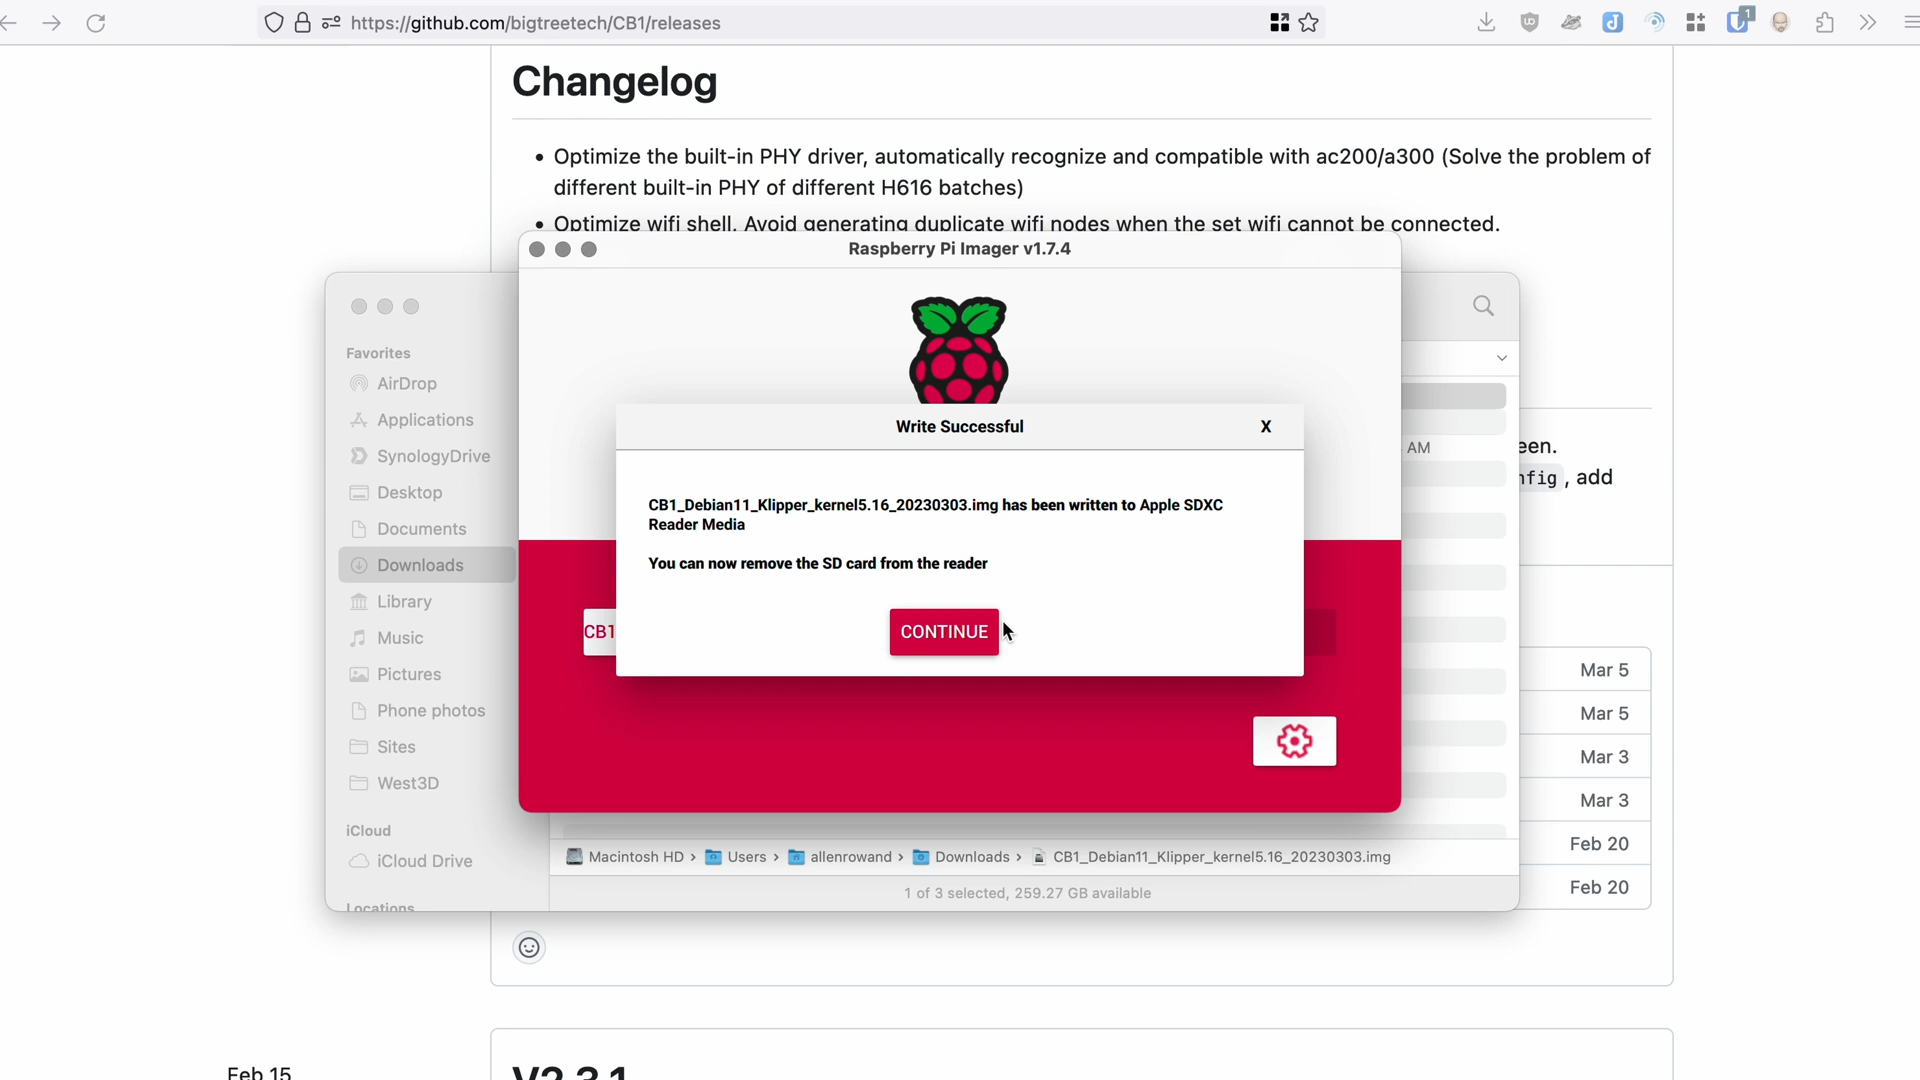 https://github.com/bigtreetech/CB1/releases
1
Changelog
• Optimize the built-in PHY driver, automatically recognize and compatible with ac200/a300 (Solve the problem of
different built-in PHY of different H616 batches)
• Optimize wifi shell. Avoid generating duplicate wifi nodes when the set wifi cannot be connected.
Raspberry Pi Imager v1.7.4
Favorites
AirDrop
Applications
SynologyDrive
Desktop
Documents
Downloads
Library
Music
Pictures
Phone photos
Sites
West3D
iCloud
iCloud Drive
Locations
Write Successful
X
CB1_Debian11_Klipper_kernel5.16_20230303.img has been written to Apple SDXC
Reader Media
You can now remove the SD card from the reader
CB1
CONTINUE
AM
een.
nfig , add
Mar 5
Mar 5
Mar 3
Mar 3
Feb 20
Feb 20
Macintosh HD › Users › allenrowand › Downloads › CB1_Debian11_Klipper_kernel5.16_20230303.img
1 of 3 selected, 259.27 GB available
Feb 15
V2.3.1